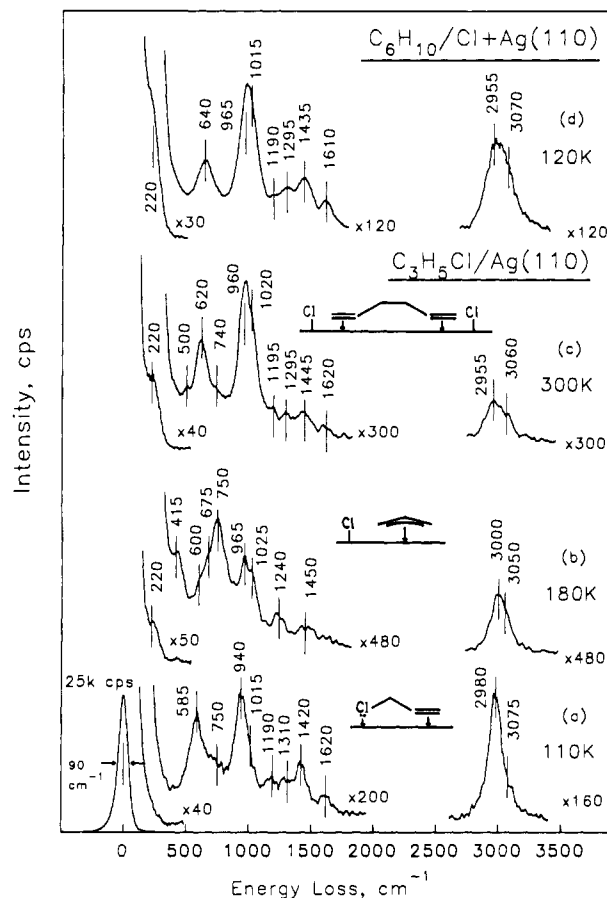 C₆H₁₀/Cl+Ag(110)
1015
965
640
220
1190
1295
1435
1610
2955
3070
(d)
120K
x30
x120
x120
C₃H₅Cl/Ag(110)
960
1020
620
740
500
220
1195
1295
1445
1620
Cl
Cl
2955
3060
(c)
300K
x40
x300
x300
750
675
600
415
220
965
1025
1240
1450
Cl
3000
3050
(b)
180K
x50
x480
x480
25k cps
90
cm⁻¹
585
750
940
1015
1190
1310
1420
1620
Cl
2980
3075
(a)
110K
x40
x200
x160
0 500 1000 1500 2000 2500 3000 3500
Energy Loss, cm⁻¹
Intensity, cps